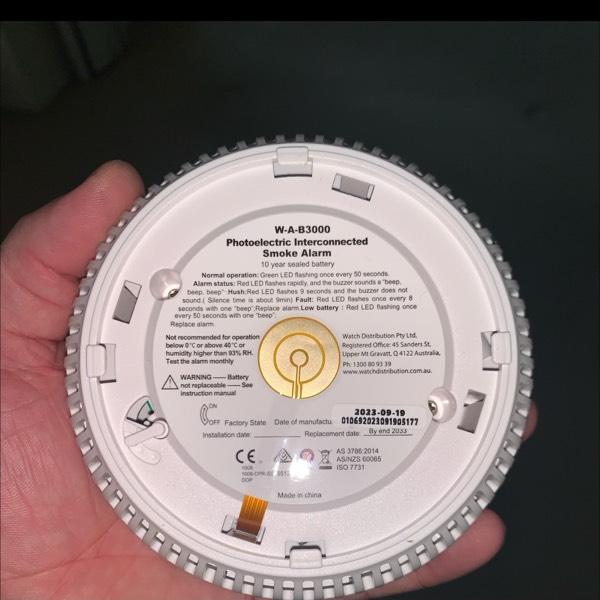 W-A-B3000
Photoelectric Interconnected
Smoke Alarm
10 year sealed battery
Normal operation: Green LED flashing once every 50 seconds.
Alarm status: Red LED flashes rapidly, and the buzzer sounds a "beep,
beep, beep" Hush:Red LED flashes 9 seconds and the buzzer does not
sound.( Silence time is about 9min) Fault: Red LED flashes once every 8
seconds with one "beep";Replace alarm.Low battery : Red LED flashing once
every 50 seconds with one "beep";
Replace alarm.
Not recommended for operation
below 0°C or above 40°C or
humidity higher than 93% RH.
Test the alarm monthly
WARNING — Battery
not replaceable — See
instruction manual
Watch Distribution Pty Ltd,
Registered Office: 45 Sanders St,
Upper Mt Gravatt, Q 4122 Australia,
Ph: 1300 80 93 39
www.watchdistribution.com.au.
ON
OFF Factory State Date of manufactu
2023-09-19
010692023091905177
Installation date: Replacement date: By end 2033
CE
1008
DOP
AS 3786:2014
AS/NZS 60065
ISO 7731
Made in china